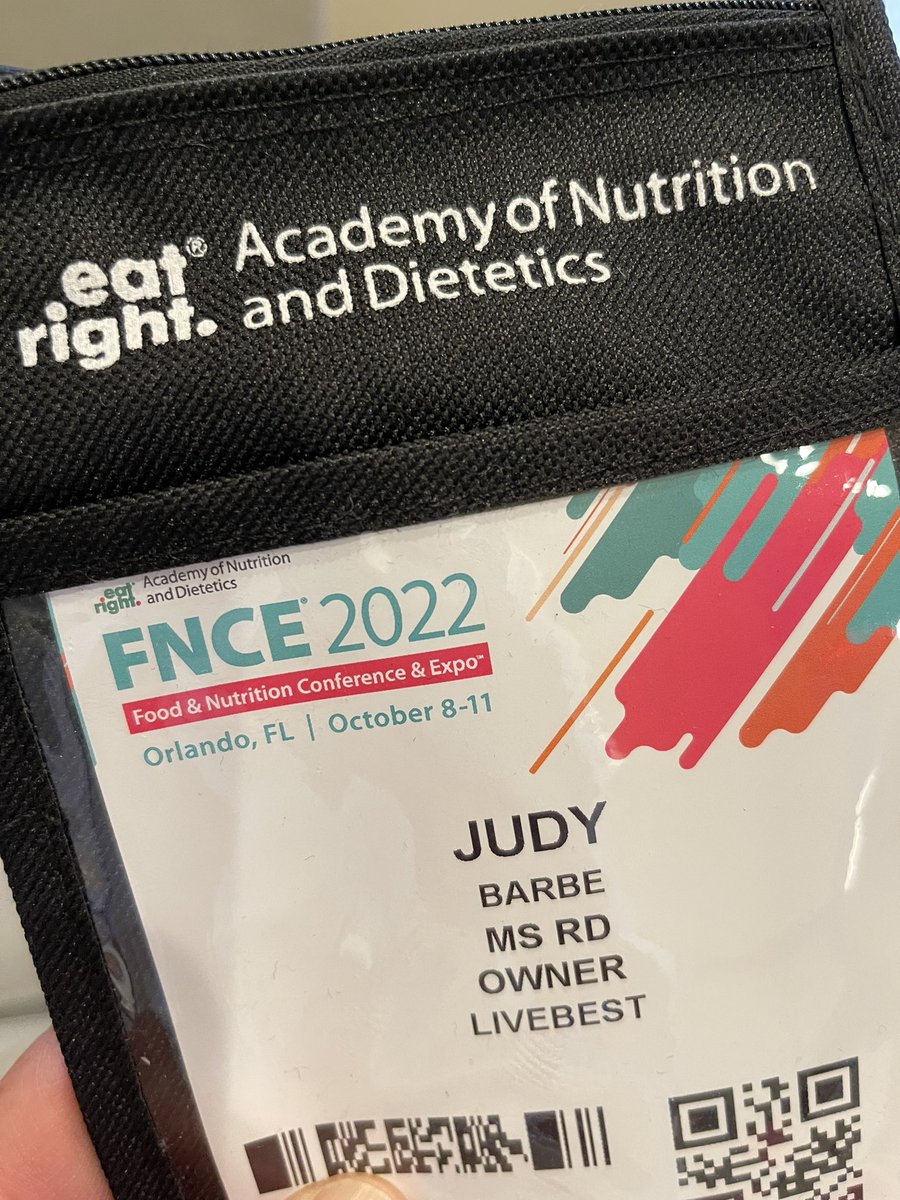 eat® Academy of Nutrition
right. and Dietetics
eat Academy of Nutrition
right. and Dietetics
FNCE® 2022
Food & Nutrition Conference & Expo™
Orlando, FL | October 8-11
JUDY
BARBE
MS RD
OWNER
LIVEBEST